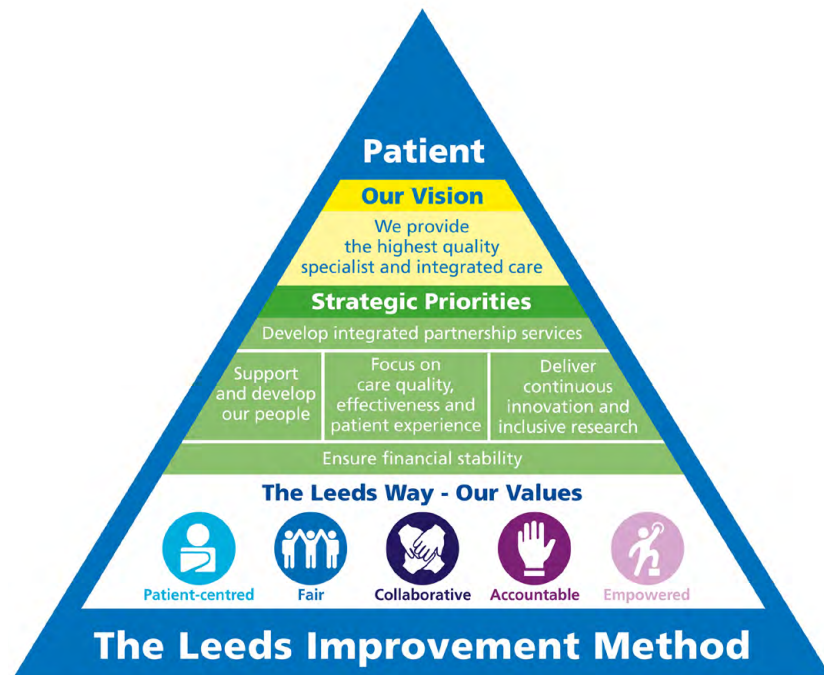 Patient
Our Vision
We provide
the highest quality
specialist and integrated care
Strategic Priorities
Develop integrated partnership services
Support
and develop
our people
Focus on
care quality,
effectiveness and
patient experience
Deliver
continuous
innovation and
inclusive research
Ensure financial stability
The Leeds Way - Our Values
Patient-centred Fair Collaborative Accountable Empowered
The Leeds Improvement Method